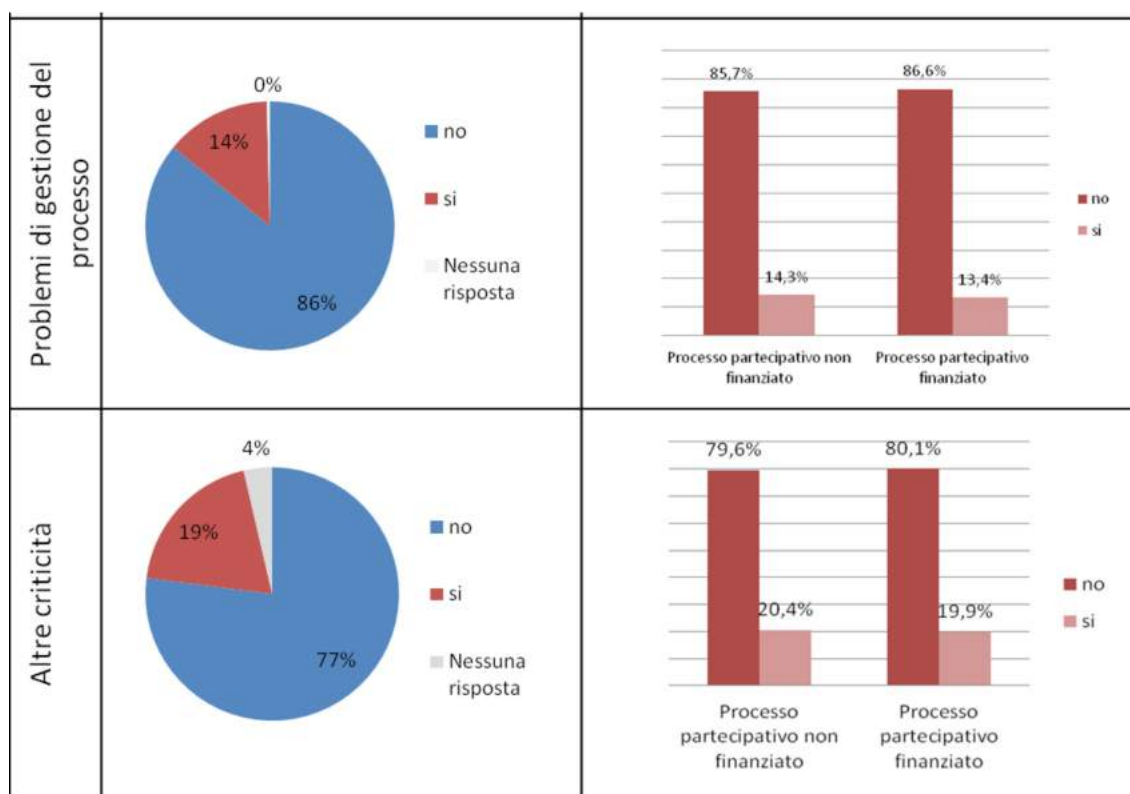 Problemi di gestione del
processo
0%
14%
86%
no
si
Nessuna
risposta
85,7%
86,6%
14,3%
13,4%
no
si
Processo partecipativo non
finanziato
Processo partecipativo
finanziato
Altre criticità
4%
19%
77%
no
si
Nessuna
risposta
79,6%
80,1%
20,4%
19,9%
no
si
Processo
partecipativo non
finanziato
Processo
partecipativo
finanziato